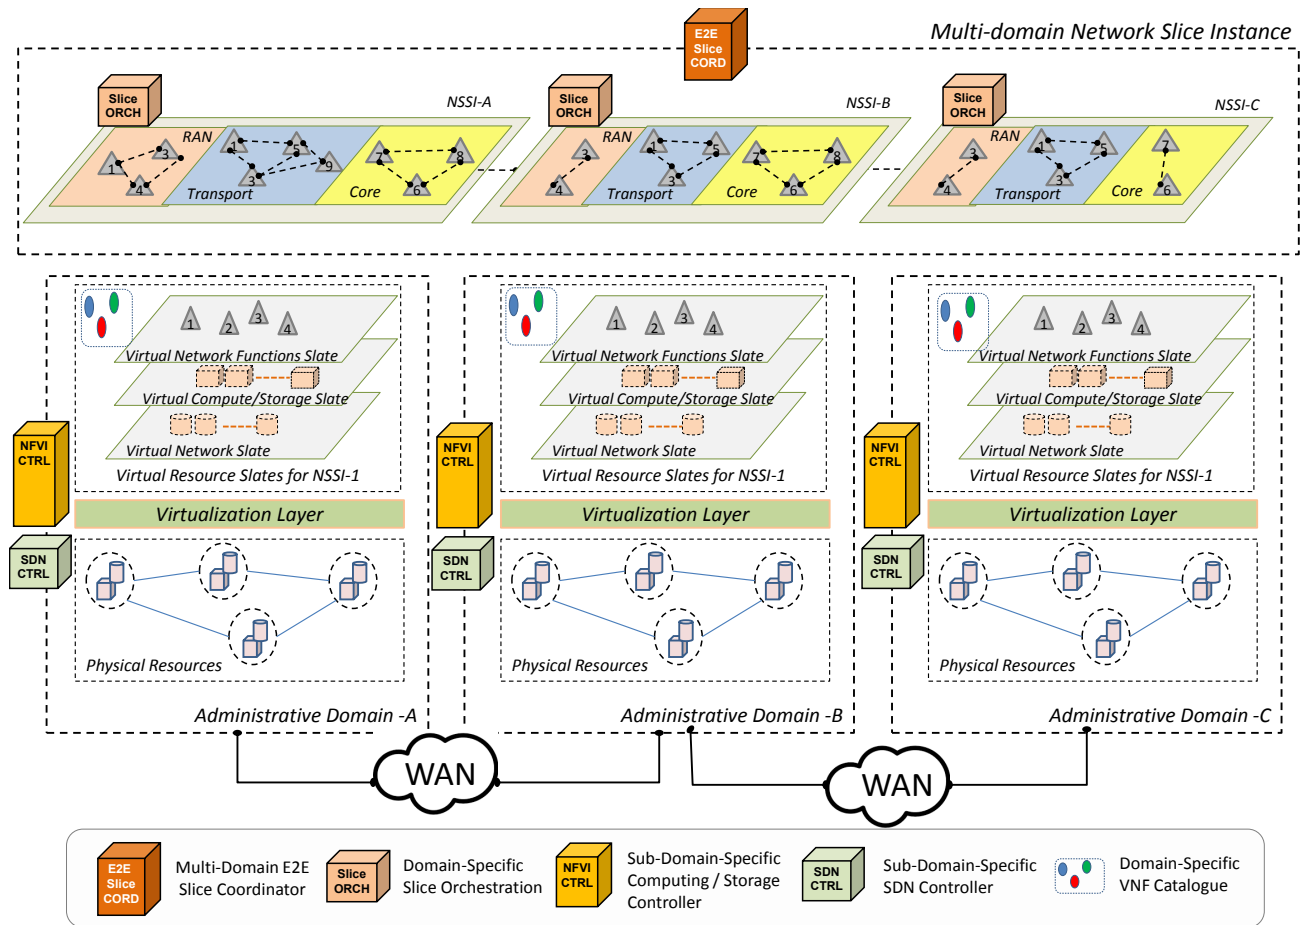 Multi-domain Network Slice Instance
E2E
Slice
CORD
Slice
ORCH
RAN
NSSI-A
1
3
4
1
5
3
9
2
8
6
Transport
Core
Slice
ORCH
RAN
NSSI-B
3
4
1
5
3
7
8
6
Transport
Core
Slice
ORCH
RAN
NSSI-C
3
4
1
5
3
7
6
Transport
Core
1
2
3
4
Virtual Network Functions Slate
Virtual Compute/Storage Slate
Virtual Network Slate
Virtual Resource Slates for NSSI-1
NFVI
CTRL
Virtualization Layer
SDN
CTRL
Physical Resources
Administrative Domain -A
1
2
3
4
Virtual Network Functions Slate
Virtual Compute/Storage Slate
Virtual Network Slate
Virtual Resource Slates for NSSI-1
NFVI
CTRL
Virtualization Layer
SDN
CTRL
Physical Resources
Administrative Domain -B
1
2
3
4
Virtual Network Functions Slate
Virtual Compute/Storage Slate
Virtual Network Slate
Virtual Resource Slates for NSSI-1
NFVI
CTRL
Virtualization Layer
SDN
CTRL
Physical Resources
Administrative Domain -C
WAN
WAN
E2E
Slice
CORD
Multi-Domain E2E
Slice Coordinator
Slice
ORCH
Domain-Specific
Slice Orchestration
NFVI
CTRL
Sub-Domain-Specific
Computing / Storage
Controller
SDN
CTRL
Sub-Domain-Specific
SDN Controller
Domain-Specific
VNF Catalogue